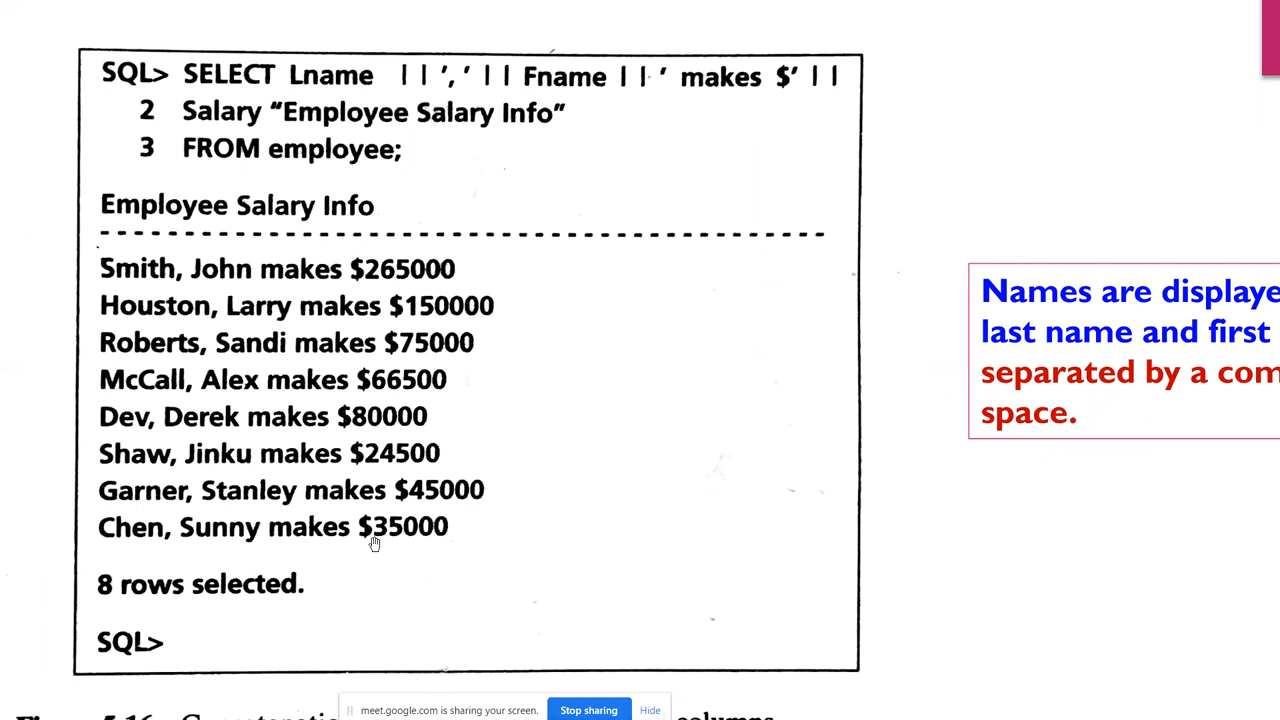 SQL> SELECT Lname || ', ' || Fname || ' makes $' ||
2 Salary “Employee Salary Info”
3 FROM employee;
Employee Salary Info
--------------------------------------------------
Smith, John makes $265000
Houston, Larry makes $150000
Roberts, Sandi makes $75000
McCall, Alex makes $66500
Dev, Derek makes $80000
Shaw, Jinku makes $24500
Garner, Stanley makes $45000
Chen, Sunny makes $35000
8 rows selected.
SQL>
Names are displaye
last name and first
separated by a com
space.
meet.google.com is sharing your screen.
Stop sharing
Hide